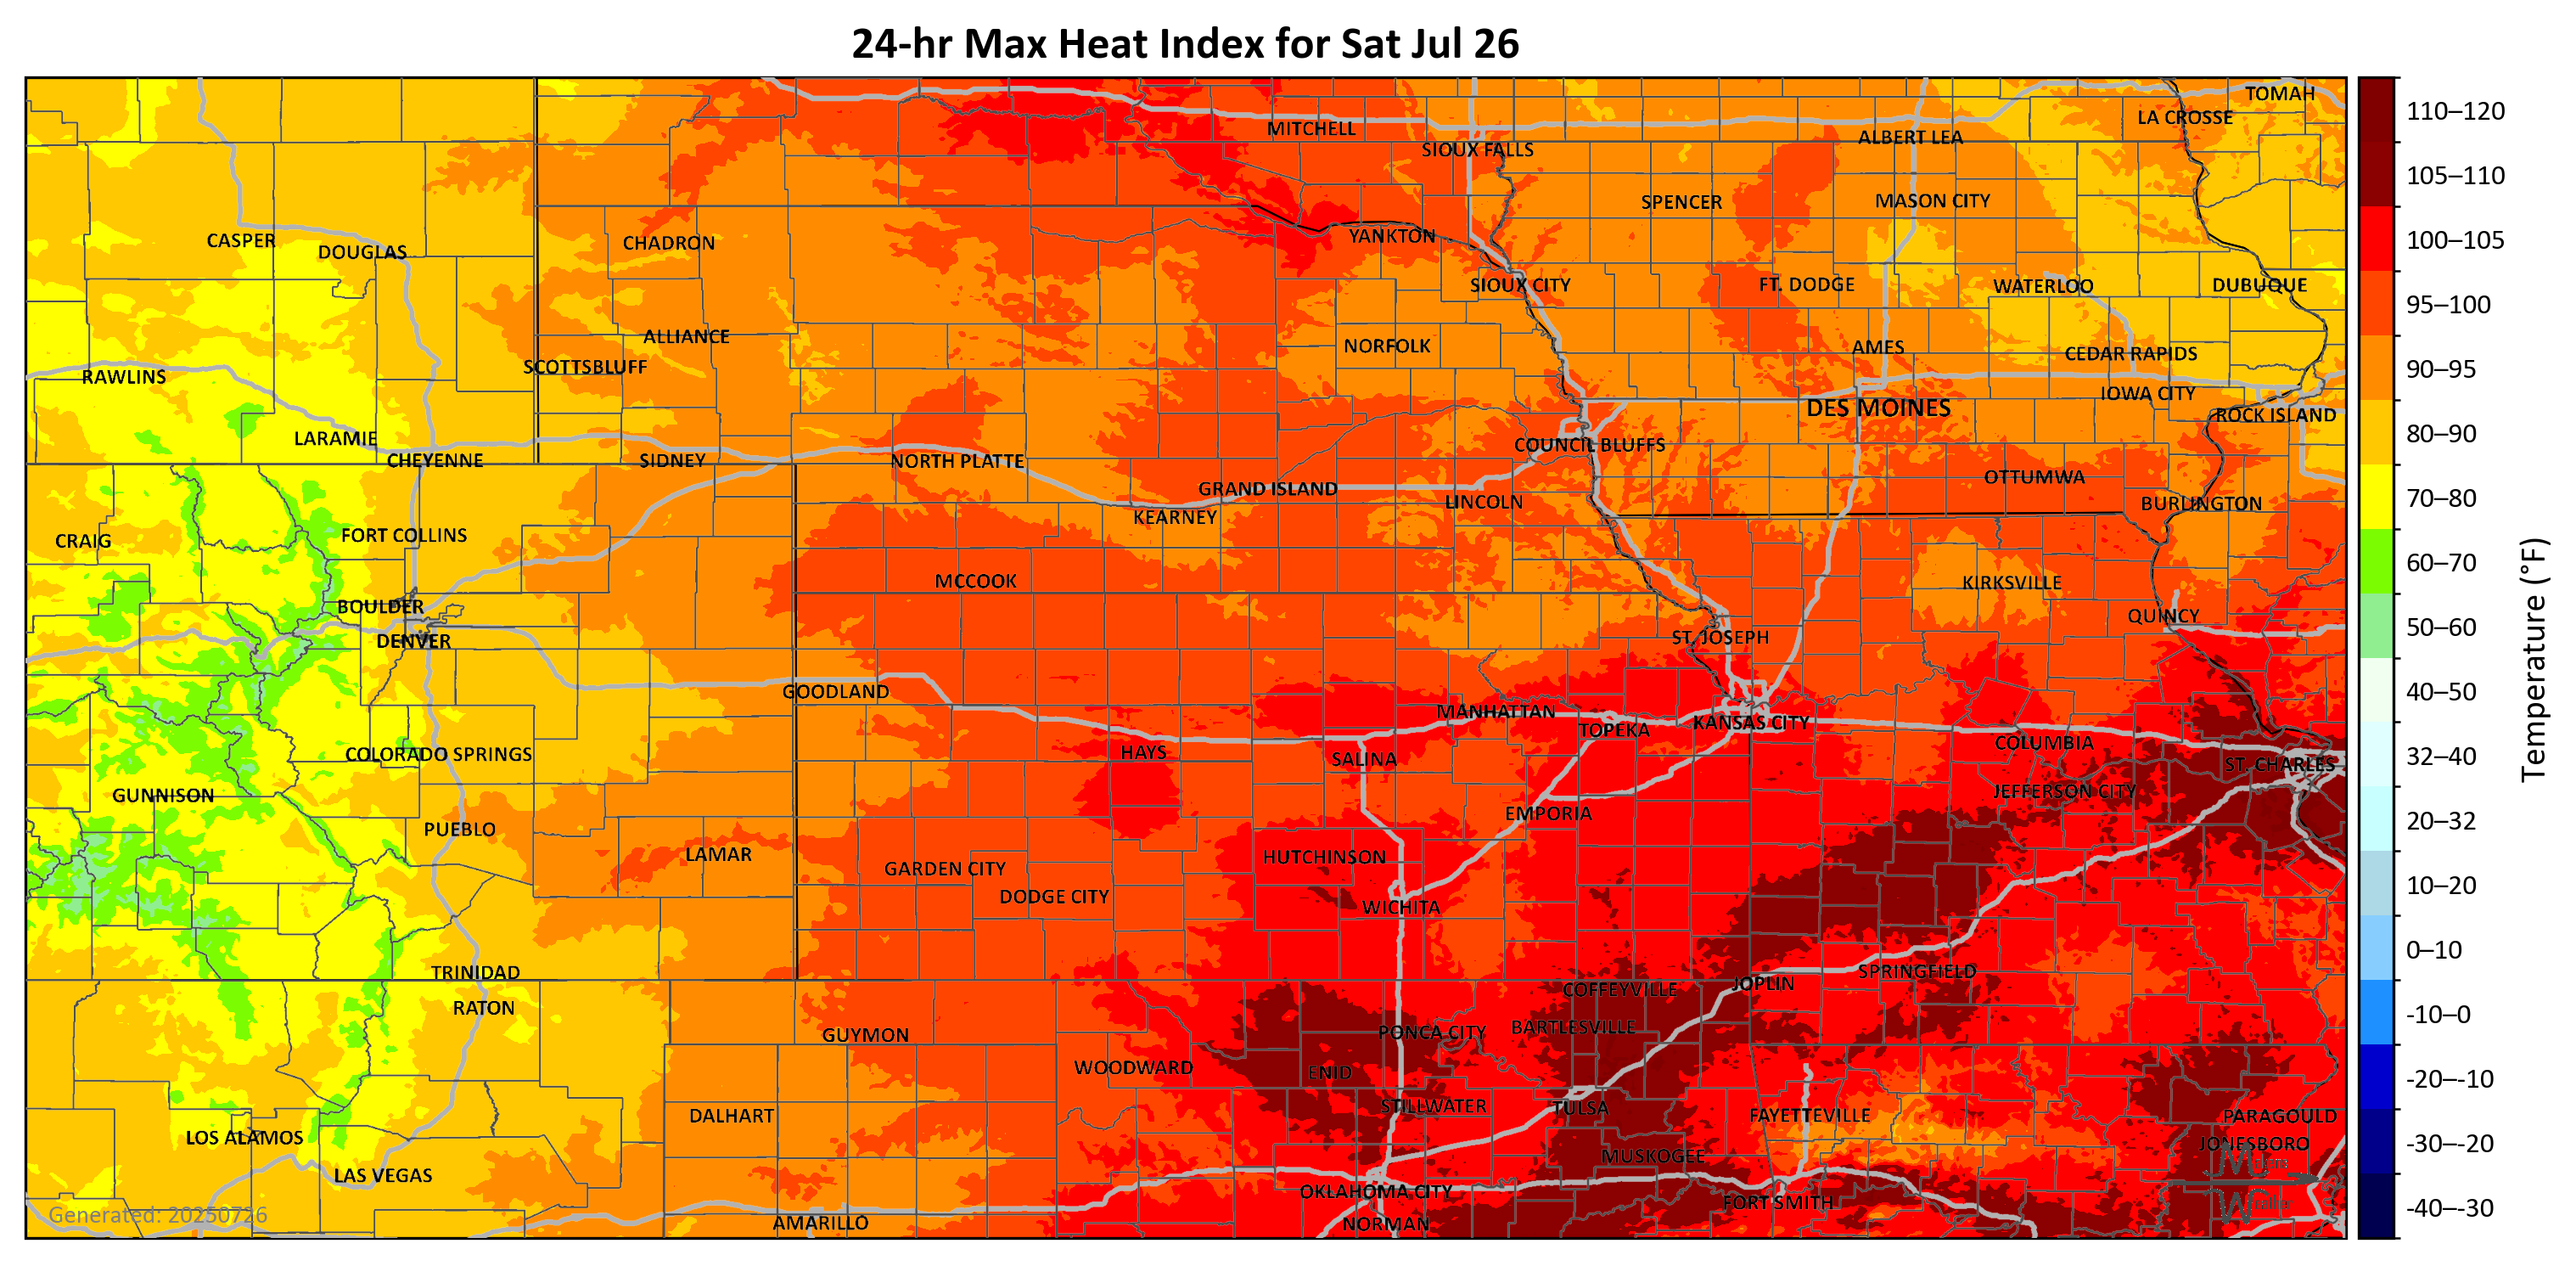 24-hr Max Heat Index for Sat Jul 26
TOMAH
LA CROSSE
MITCHELL
ALBERT LEA
SIOUX FALLS
SPENCER
MASON CITY
CASPER
DOUGLAS
CHADRON
YANKTON
SIOUX CITY
FT. DODGE
WATERLOO
DUBUQUE
ALLIANCE
NORFOLK
AMES
CEDAR RAPIDS
SCOTTSBLUFF
RAWLINS
IOWA CITY
DES MOINES
ROCK ISLAND
LARAMIE
COUNCIL BLUFFS
CHEYENNE
SIDNEY
NORTH PLATTE
OTTUMWA
GRAND ISLAND
LINCOLN
BURLINGTON
KEARNEY
FORT COLLINS
CRAIG
MCCOOK
KIRKSVILLE
BOULDER
QUINCY
DENVER
ST. JOSEPH
GOODLAND
MANHATTAN
TOPEKA
KANSAS CITY
COLUMBIA
COLORADO SPRINGS
HAYS
SALINA
ST. CHARLES
GUNNISON
JEFFERSON CITY
EMPORIA
PUEBLO
LAMAR
HUTCHINSON
GARDEN CITY
DODGE CITY
WICHITA
TRINIDAD
SPRINGFIELD
JOPLIN
COFFEYVILLE
RATON
GUYMON
PONCA CITY
BARTLESVILLE
WOODWARD
ENID
STILLWATER
TULSA
DALHART
FAYETTEVILLE
PARAGOULD
LOS ALAMOS
JONESBORO
MUSKOGEE
LAS VEGAS
OKLAHOMA CITY
FORT SMITH
AMARILLO
NORMAN
Generated: 20250726
110–120
105–110
100–105
95–100
90–95
80–90
70–80
60–70
50–60
40–50
32–40
20–32
10–20
0–10
-10–0
-20–-10
-30–-20
-40–-30
Temperature (°F)